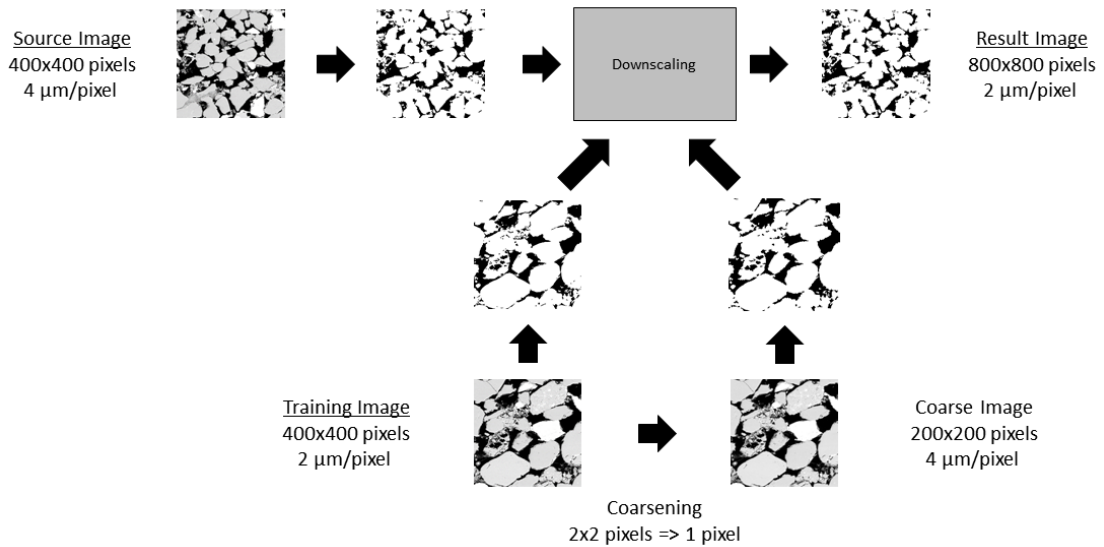 Source Image
400x400 pixels
4 µm/pixel
Downscaling
Result Image
800x800 pixels
2 µm/pixel
Training Image
400x400 pixels
2 µm/pixel
Coarse Image
200x200 pixels
4 µm/pixel
Coarsening
2x2 pixels => 1 pixel